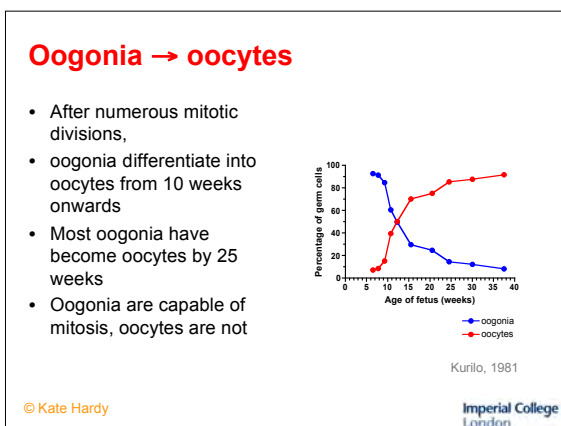 Oogonia → oocytes
• After numerous mitotic
divisions,
• oogonia differentiate into
oocytes from 10 weeks
onwards
• Most oogonia have
become oocytes by 25
weeks
• Oogonia are capable of
mitosis, oocytes are not
Percentage of germ cells
100
80
60
40
20
0
0 5 10 15 20 25 30 35 40
Age of fetus (weeks)
oogonia
oocytes
Kurilo, 1981
© Kate Hardy
Imperial College
London